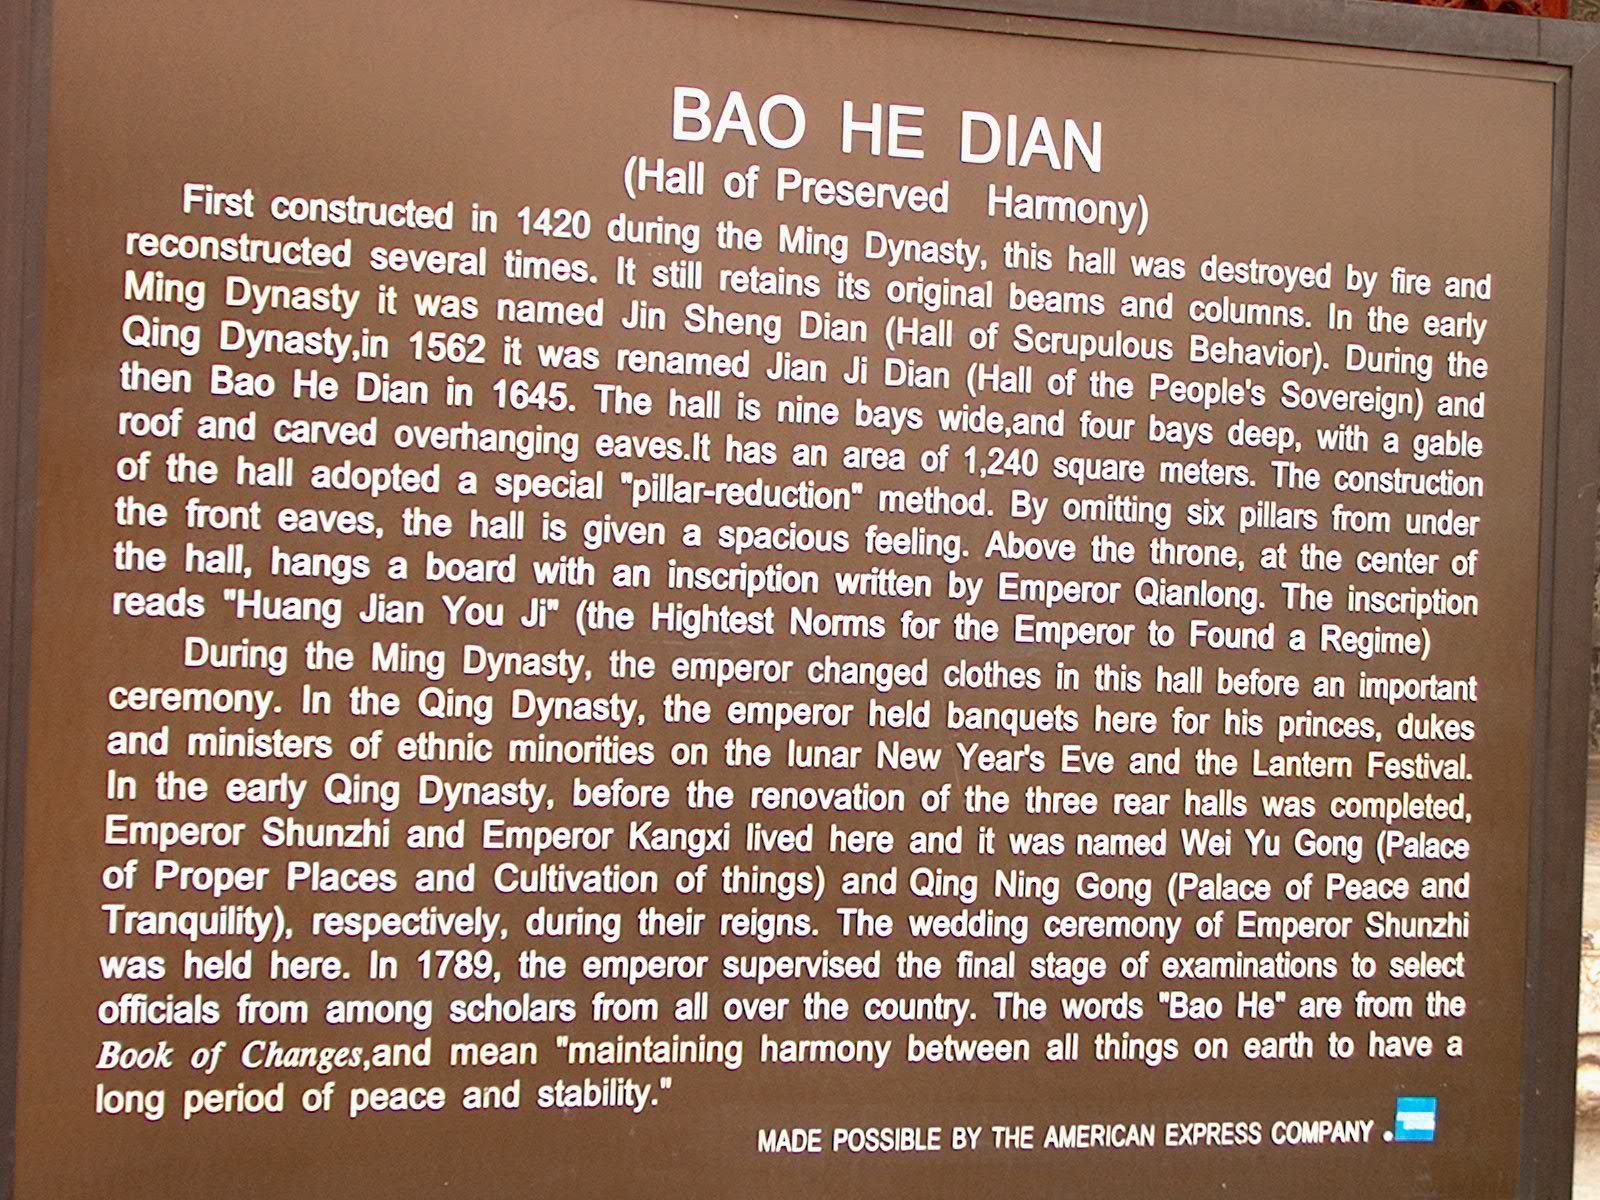 BAO HE DIAN
(Hall of Preserved Harmony)
First constructed in 1420 during the Ming Dynasty, this hall was destroyed by fire and
reconstructed several times. It still retains its original beams and columns. In the early
Ming Dynasty it was named Jin Sheng Dian (Hall of Scrupulous Behavior). During the
Qing Dynasty,in 1562 it was renamed Jian Ji Dian (Hall of the People's Sovereign) and
then Bao He Dian in 1645. The hall is nine bays wide,and four bays deep, with a gable
roof and carved overhanging eaves.It has an area of 1,240 square meters. The construction
of the hall adopted a special "pillar-reduction" method. By omitting six pillars from under
the front eaves, the hall is given a spacious feeling. Above the throne, at the center of
the hall, hangs a board with an inscription written by Emperor Qianlong. The inscription
reads "Huang Jian You Ji" (the Hightest Norms for the Emperor to Found a Regime)
During the Ming Dynasty, the emperor changed clothes in this hall before an important
ceremony. In the Qing Dynasty, the emperor held banquets here for his princes, dukes
and ministers of ethnic minorities on the lunar New Year's Eve and the Lantern Festival.
In the early Qing Dynasty, before the renovation of the three rear halls was completed,
Emperor Shunzhi and Emperor Kangxi lived here and it was named Wei Yu Gong (Palace
of Proper Places and Cultivation of things) and Qing Ning Gong (Palace of Peace and
Tranquility), respectively, during their reigns. The wedding ceremony of Emperor Shunzhi
was held here. In 1789, the emperor supervised the final stage of examinations to select
officials from among scholars from all over the country. The words "Bao He" are from the
Book of Changes,and mean "maintaining harmony between all things on earth to have a
long period of peace and stability."
MADE POSSIBLE BY THE AMERICAN EXPRESS COMPANY .